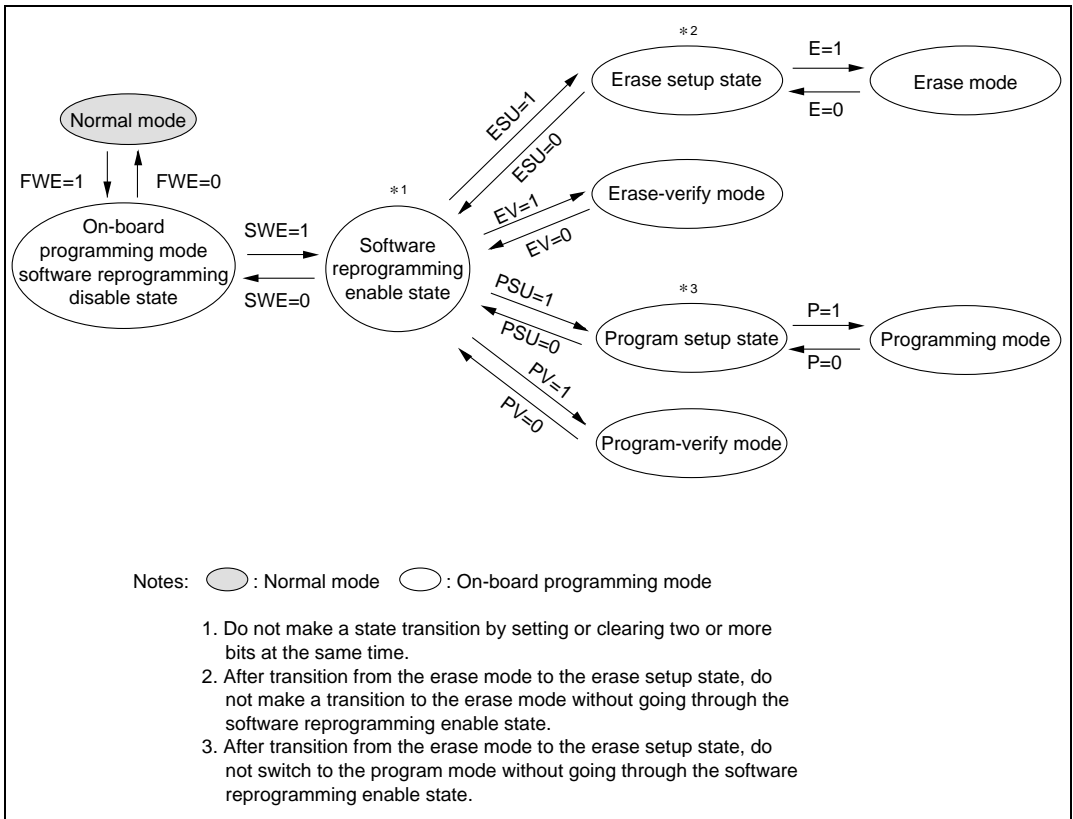 *2
Erase setup state
E=1
E=0
Erase mode
Normal mode
ESU=1
ESU=0
FWE=1
FWE=0
*1
EV=1
EV=0
Erase-verify mode
On-board
programming mode
software reprogramming
disable state
SWE=1
SWE=0
Software
reprogramming
enable state
PSU=1
PSU=0
*3
Program setup state
P=1
P=0
Programming mode
PV=1
PV=0
Program-verify mode
Notes: : Normal mode : On-board programming mode
1. Do not make a state transition by setting or clearing two or more
bits at the same time.
2. After transition from the erase mode to the erase setup state, do
not make a transition to the erase mode without going through the
software reprogramming enable state.
3. After transition from the erase mode to the erase setup state, do
not switch to the program mode without going through the software
reprogramming enable state.